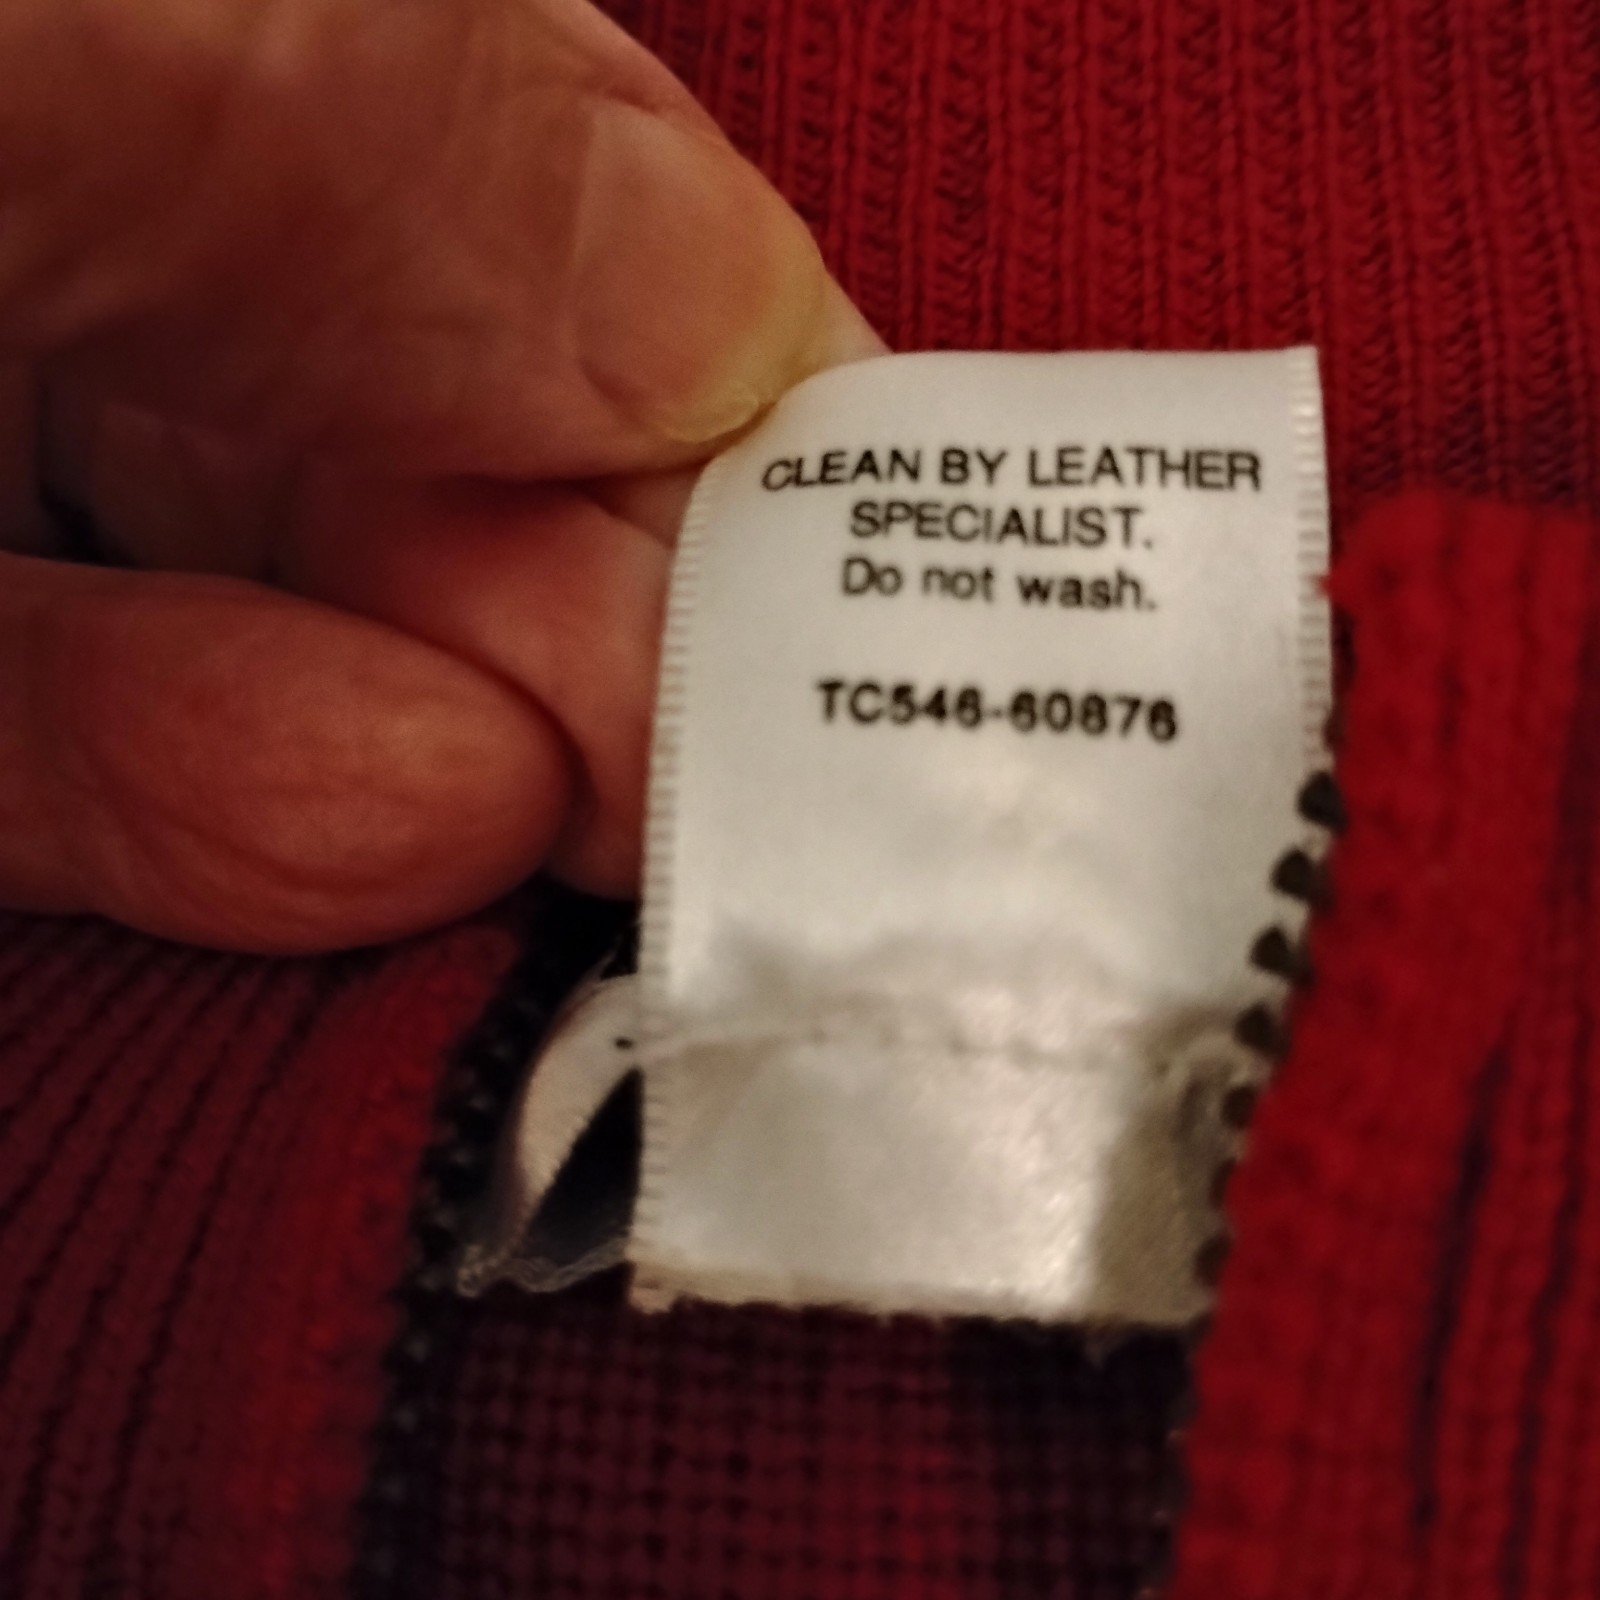 CLEAN BY LEATHER
SPECIALIST.
Do not wash.
TC546-60876